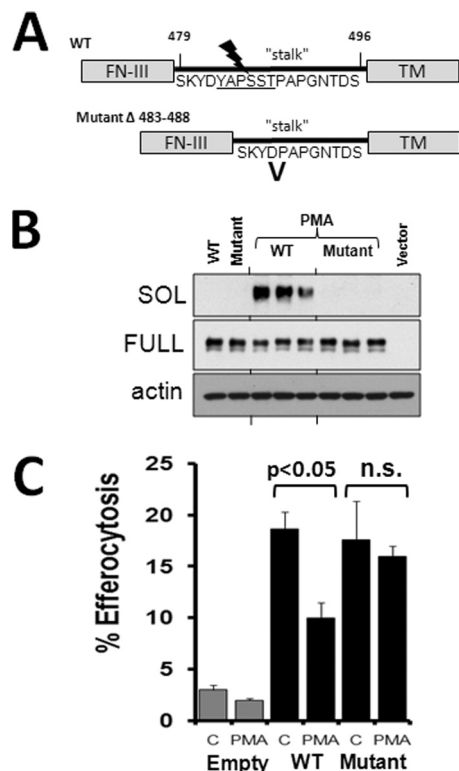 A
WT
479
"stalk"
496
FN-III
SKYDYAPSSTPAPGNTDS
TM
Mutant Δ 483-488
"stalk"
FN-III
SKYDPAPGNTDS
TM
V
B
WT
Mutant
PMA
WT
Mutant
Vector
SOL
FULL
actin
C
% Efferocytosis
25
20
15
10
5
0
p<0.05
n.s.
C PMA C PMA C PMA
Empty WT Mutant